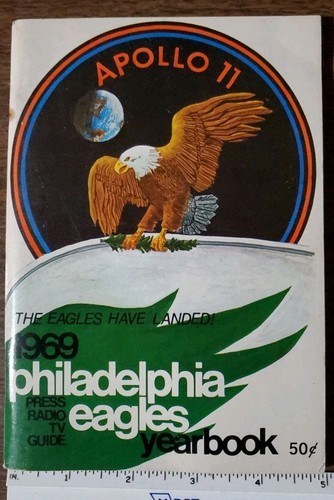 APOLLO 11
THE EAGLES HAVE LANDED!
1969
philadelphia
eagles
yearbook
PRESS
RADIO
TV
GUIDE
50¢
IN. 1 2 3 4 5